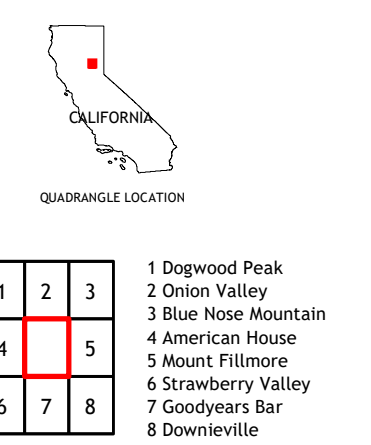 CALIFORNIA
QUADRANGLE LOCATION
1 2 3
4 5
6 7 8
1 Dogwood Peak
2 Onion Valley
3 Blue Nose Mountain
4 American House
5 Mount Fillmore
6 Strawberry Valley
7 Goodyears Bar
8 Downieville